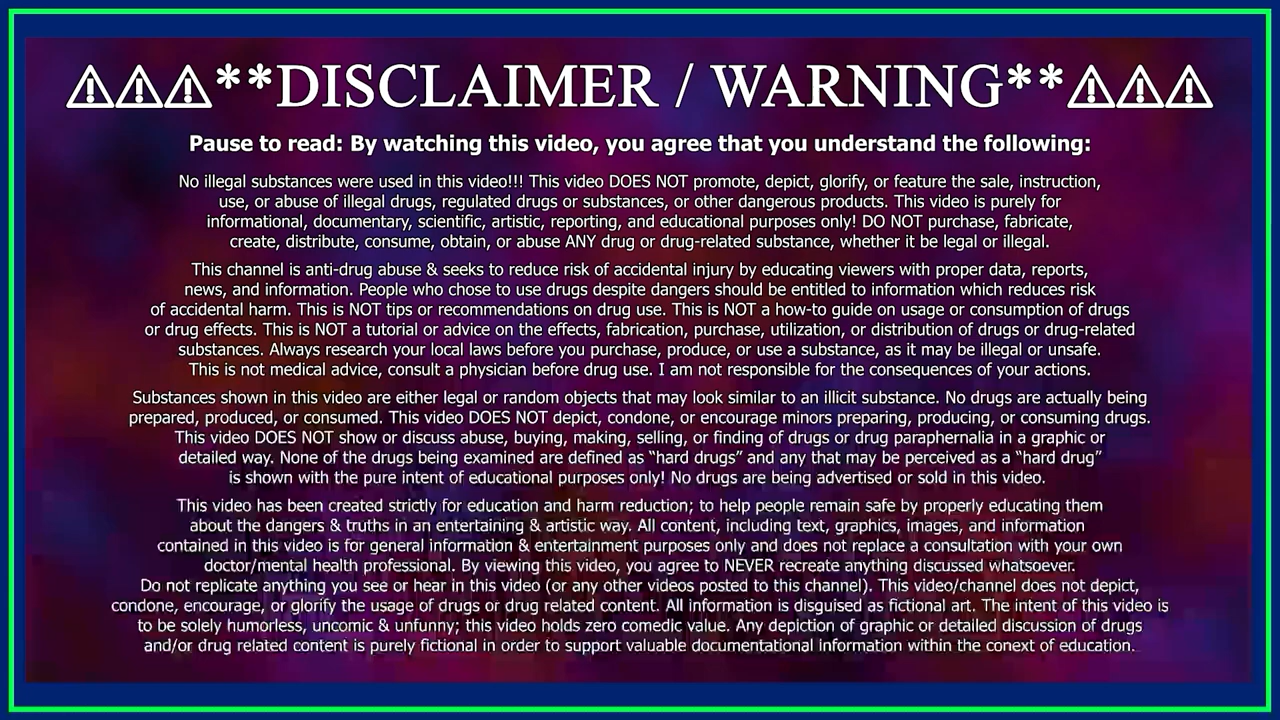 ⚠⚠⚠**DISCLAIMER / WARNING**⚠⚠⚠
Pause to read: By watching this video, you agree that you understand the following:
No illegal substances were used in this video!!! This video DOES NOT promote, depict, glorify, or feature the sale, instruction,
use, or abuse of illegal drugs, regulated drugs or substances, or other dangerous products. This video is purely for
informational, documentary, scientific, artistic, reporting, and educational purposes only! DO NOT purchase, fabricate,
create, distribute, consume, obtain, or abuse ANY drug or drug-related substance, whether it be legal or illegal.
This channel is anti-drug abuse & seeks to reduce risk of accidental injury by educating viewers with proper data, reports,
news, and information. People who chose to use drugs despite dangers should be entitled to information which reduces risk
of accidental harm. This is NOT tips or recommendations on drug use. This is NOT a how-to guide on usage or consumption of drugs
or drug effects. This is NOT a tutorial or advice on the effects, fabrication, purchase, utilization, or distribution of drugs or drug-related
substances. Always research your local laws before you purchase, produce, or use a substance, as it may be illegal or unsafe.
This is not medical advice, consult a physician before drug use. I am not responsible for the consequences of your actions.
Substances shown in this video are either legal or random objects that may look similar to an illicit substance. No drugs are actually being
prepared, produced, or consumed. This video DOES NOT depict, condone, or encourage minors preparing, producing, or consuming drugs.
This video DOES NOT show or discuss abuse, buying, making, selling, or finding of drugs or drug paraphernalia in a graphic or
detailed way. None of the drugs being examined are defined as “hard drugs” and any that may be perceived as a “hard drug”
is shown with the pure intent of educational purposes only! No drugs are being advertised or sold in this video.
This video has been created strictly for education and harm reduction; to help people remain safe by properly educating them
about the dangers & truths in an entertaining & artistic way. All content, including text, graphics, images, and information
contained in this video is for general information & entertainment purposes only and does not replace a consultation with your own
doctor/mental health professional. By viewing this video, you agree to NEVER recreate anything discussed whatsoever.
Do not replicate anything you see or hear in this video (or any other videos posted to this channel). This video/channel does not depict,
condone, encourage, or glorify the usage of drugs or drug related content. All information is disguised as fictional art. The intent of this video is
to be solely humorless, uncomic & unfunny; this video holds zero comedic value. Any depiction of graphic or detailed discussion of drugs
and/or drug related content is purely fictional in order to support valuable documentational information within the conext of education.